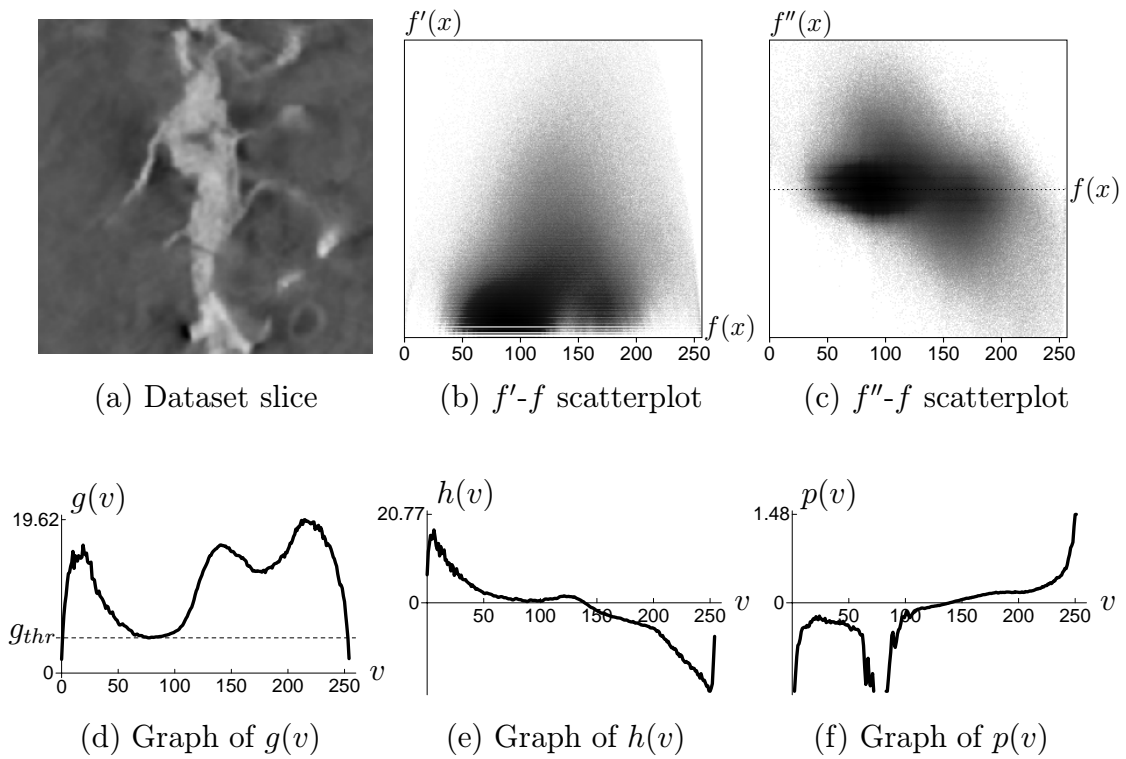 f′(x)
f″(x)
f(x)
f(x)
0 50 100 150 200 250
0 50 100 150 200 250
(a) Dataset slice
(b) f′-f scatterplot
(c) f″-f scatterplot
g(v)
19.62
g_thr
0
0 50 100 150 200 250
v
h(v)
20.77
0
50 100 150 200 250
v
p(v)
1.48
0
50 100 150 200 250
v
(d) Graph of g(v)
(e) Graph of h(v)
(f) Graph of p(v)